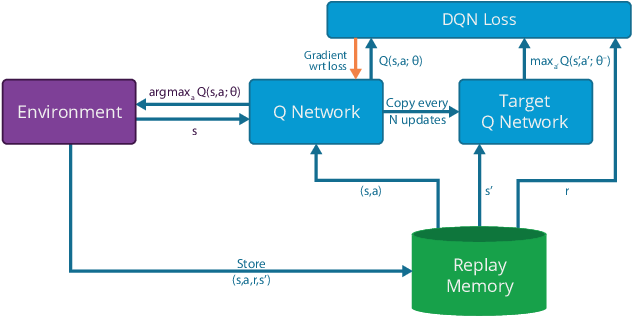 DQN Loss
Gradient
wrt loss
Q(s,a; θ)
maxₐ' Q(s',a'; θ⁻)
argmaxₐ Q(s,a; θ)
Environment
Q Network
Copy every
N updates
Target
Q Network
s
(s,a)
s'
r
Store
(s,a,r,s')
Replay
Memory